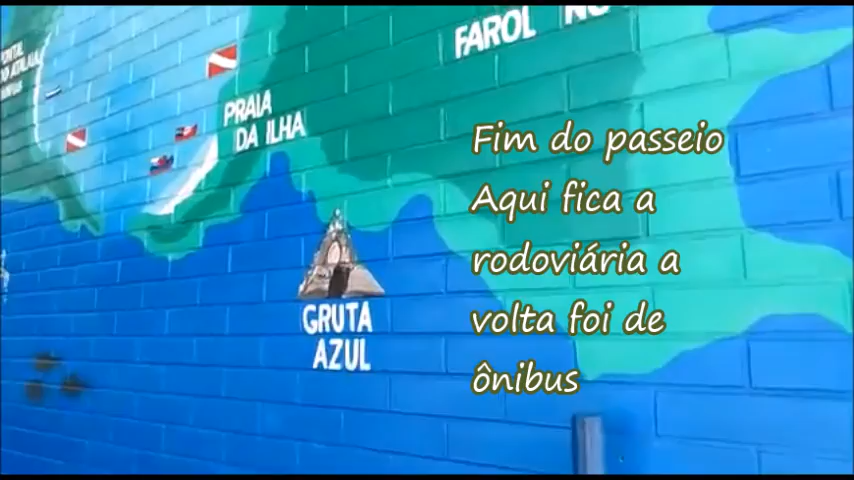 FAROL
PRAIA
DA ILHA
GRUTA
AZUL
Fim do passeio
Aqui fica a
rodoviária a
volta foi de
ônibus